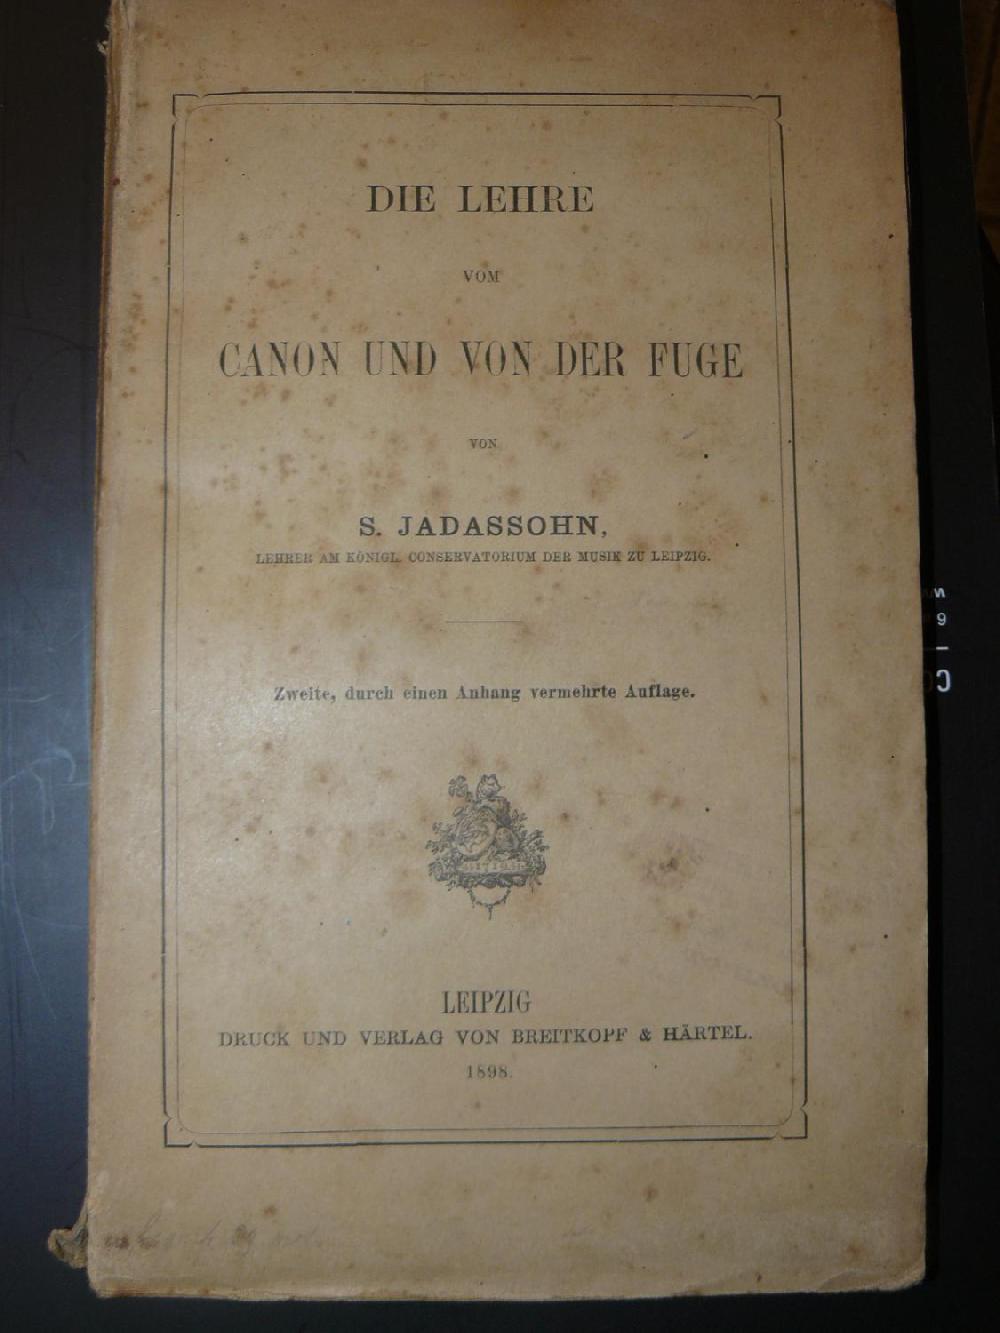 DIE LEHRE
VOM
CANON UND VON DER FUGE
VON
S. JADASSOHN,
LEHRER AM KÖNIGL. CONSERVATORIUM DER MUSIK ZU LEIPZIG.
Zweite, durch einen Anhang vermehrte Auflage.
LEIPZIG
DRUCK UND VERLAG VON BREITKOPF & HÄRTEL.
1898.